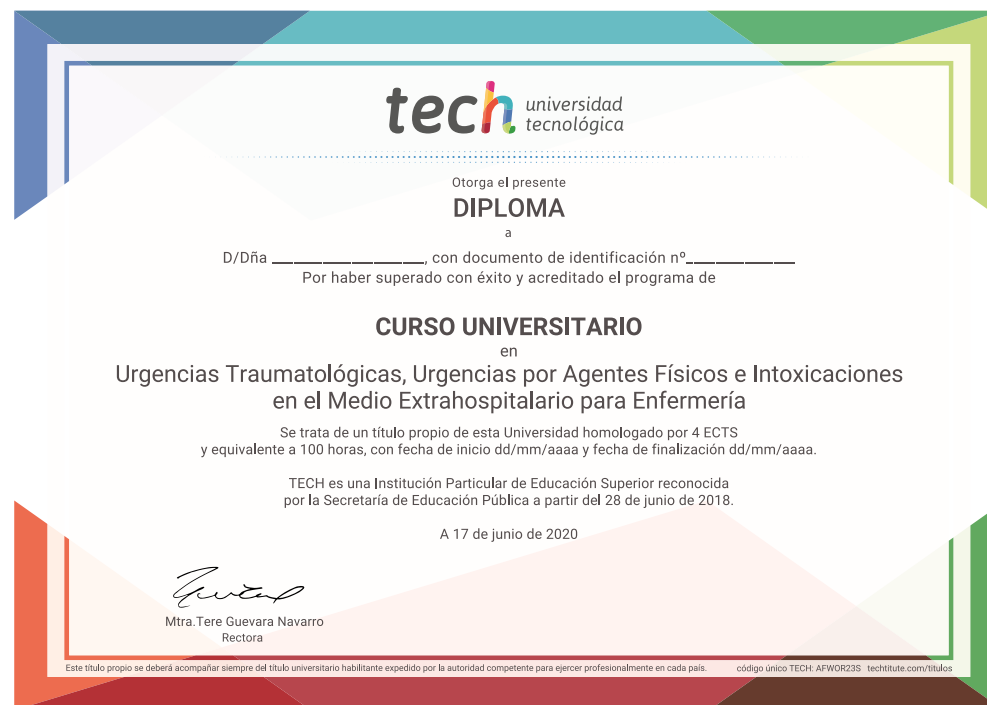 tech universidad
tecnológica
Otorga el presente
DIPLOMA
a
D/Dña ____________________, con documento de identificación nº______________
Por haber superado con éxito y acreditado el programa de
CURSO UNIVERSITARIO
en
Urgencias Traumatológicas, Urgencias por Agentes Físicos e Intoxicaciones
en el Medio Extrahospitalario para Enfermería
Se trata de un título propio de esta Universidad homologado por 4 ECTS
y equivalente a 100 horas, con fecha de inicio dd/mm/aaaa y fecha de finalización dd/mm/aaaa.
TECH es una Institución Particular de Educación Superior reconocida
por la Secretaría de Educación Pública a partir del 28 de junio de 2018.
A 17 de junio de 2020
Mtra.Tere Guevara Navarro
Rectora
Este título propio se deberá acompañar siempre del título universitario habilitante expedido por la autoridad competente para ejercer profesionalmente en cada país. código único TECH: AFWOR23S techtitute.com/titulos